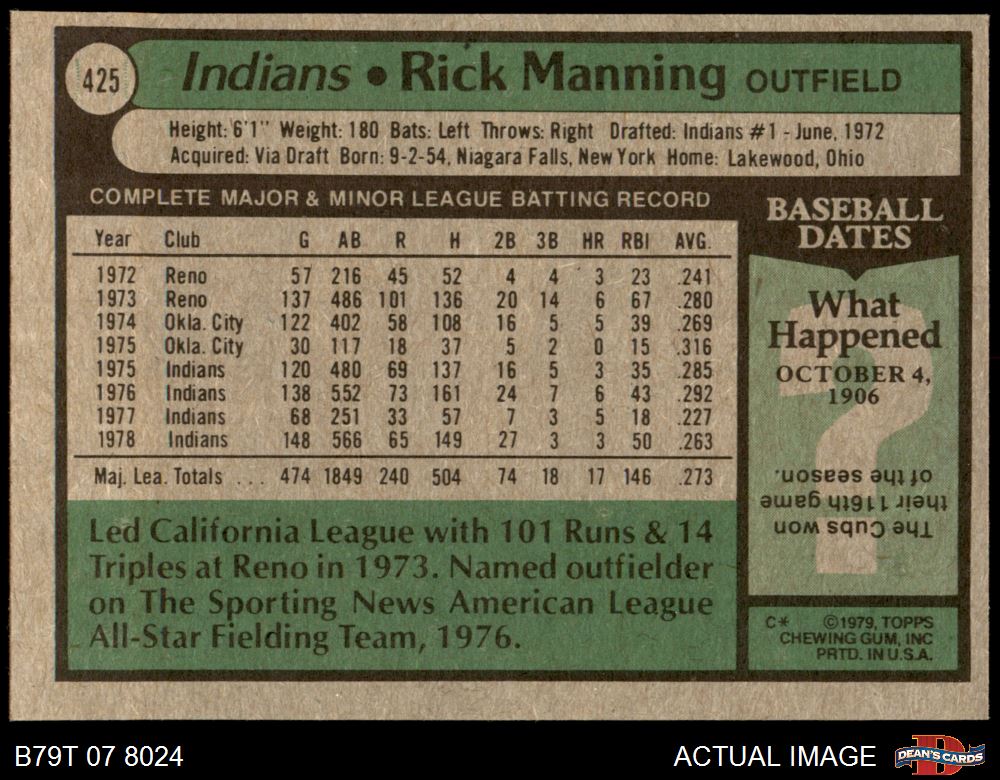 425
Indians • Rick Manning OUTFIELD
Height: 6'1" Weight: 180 Bats: Left Throws: Right Drafted: Indians #1 - June, 1972
Acquired: Via Draft Born: 9-2-54, Niagara Falls, New York Home: Lakewood, Ohio
COMPLETE MAJOR & MINOR LEAGUE BATTING RECORD
Year Club G AB R H 2B 3B HR RBI AVG.
1972 Reno 57 216 45 52 4 4 3 23 .241
1973 Reno 137 486 101 136 20 14 6 67 .280
1974 Okla. City 122 402 58 108 16 5 5 39 .269
1975 Okla. City 30 117 18 37 5 2 0 15 .316
1975 Indians 120 480 69 137 16 5 3 35 .285
1976 Indians 138 552 73 161 24 7 6 43 .292
1977 Indians 68 251 33 57 7 3 5 18 .227
1978 Indians 148 566 65 149 27 3 3 50 .263
Maj. Lea. Totals ... 474 1849 240 504 74 18 17 146 .273
Led California League with 101 Runs & 14
Triples at Reno in 1973. Named outfielder
on The Sporting News American League
All-Star Fielding Team, 1976.
BASEBALL
DATES
What
Happened
OCTOBER 4,
1906
The Cubs won
their 116th game
of the season.
C* ©1979, TOPPS
CHEWING GUM, INC
PRTD. IN U.S.A.
B79T 07 8024
ACTUAL IMAGE
DEAN'S CARDS